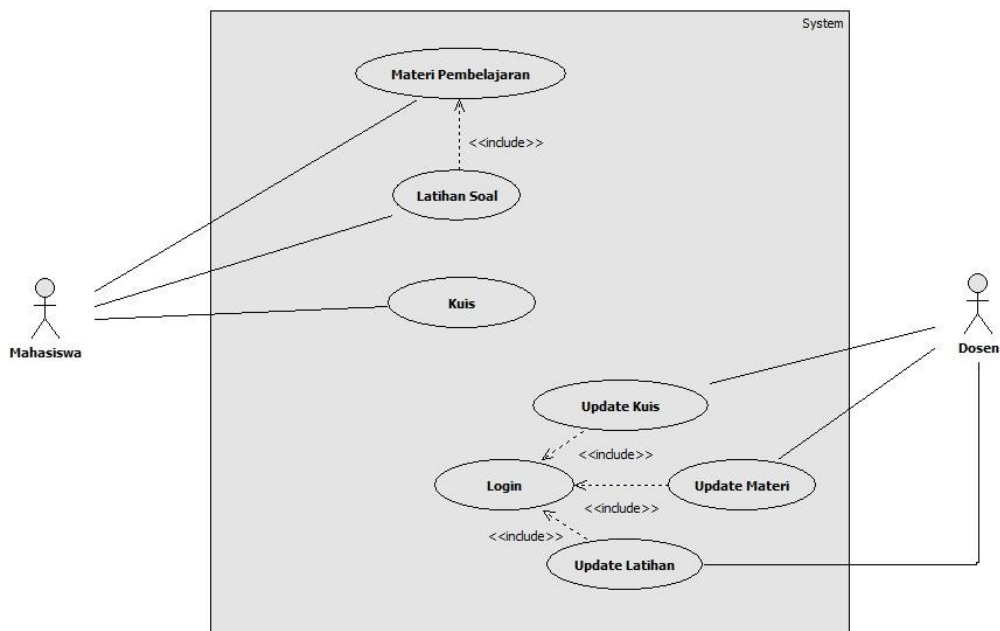 System
Materi Pembelajaran
<<include>>
Latihan Soal
Kuis
Mahasiswa
Dosen
Update Kuis
<<include>>
Login
Update Materi
<<include>>
<<include>>
Update Latihan